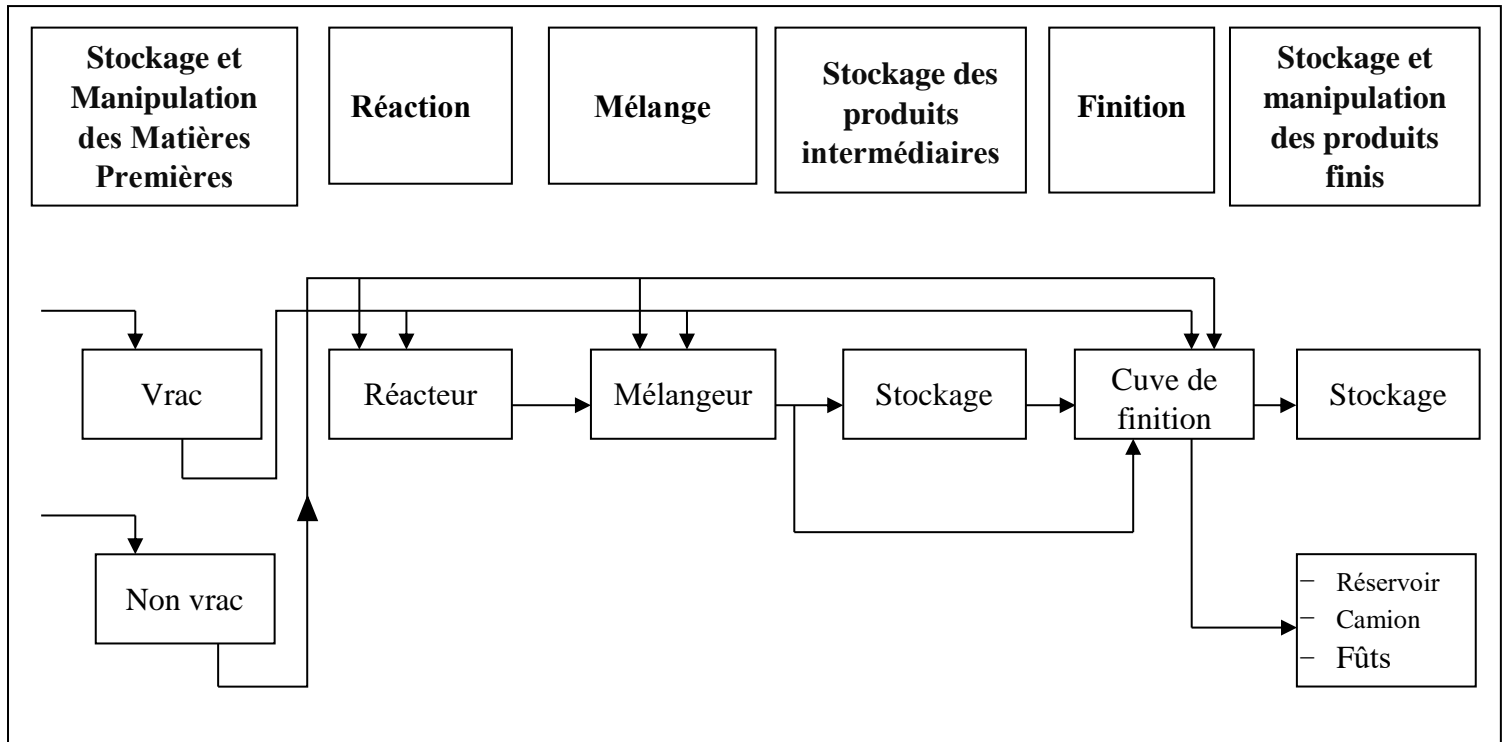 Stockage et
Manipulation
des Matières
Premières
Réaction
Mélange
Stockage des
produits
intermédiaires
Finition
Stockage et
manipulation
des produits
finis
Vrac
Réacteur
Mélangeur
Stockage
Cuve de
finition
Stockage
Non vrac
– Réservoir
– Camion
– Fûts